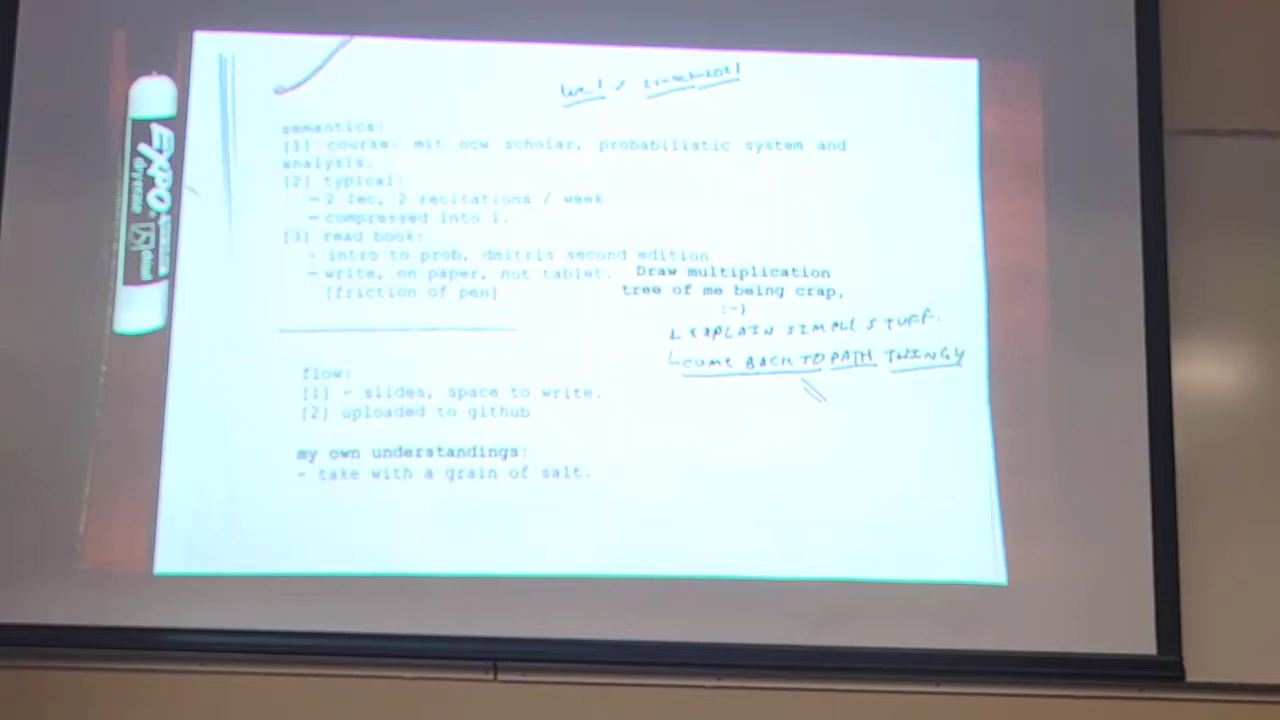 semantics:
[1] course: mit ocw scholar, probabilistic system and
analysis.
[2] typical:
- 2 lec, 2 recitations / week
- compressed into 1.
[3] read book:
- intro to prob, dmitris second edition
- write, on paper, not tablet.
[friction of pen]
Draw multiplication
tree of me being crap,
:-)
EXPLAIN SIMPLE STUFF.
COME BACK TO PATH THINGY
flow:
[1] - slides, space to write.
[2] uploaded to github
my own understandings:
- take with a grain of salt.
EXPO